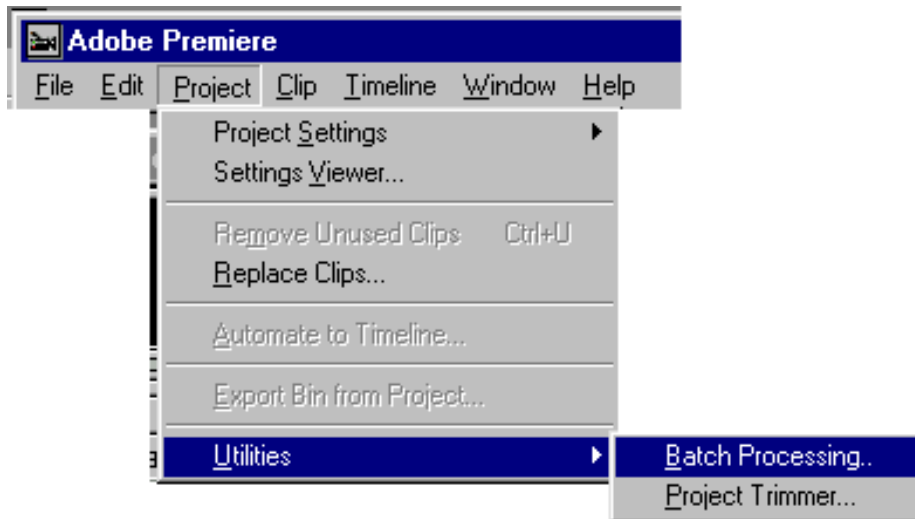 Adobe Premiere
File Edit Project Clip Timeline Window Help
Project Settings
Settings Viewer...
Remove Unused Clips Ctrl+U
Replace Clips...
Automate to Timeline...
Export Bin from Project...
Utilities
Batch Processing..
Project Trimmer...